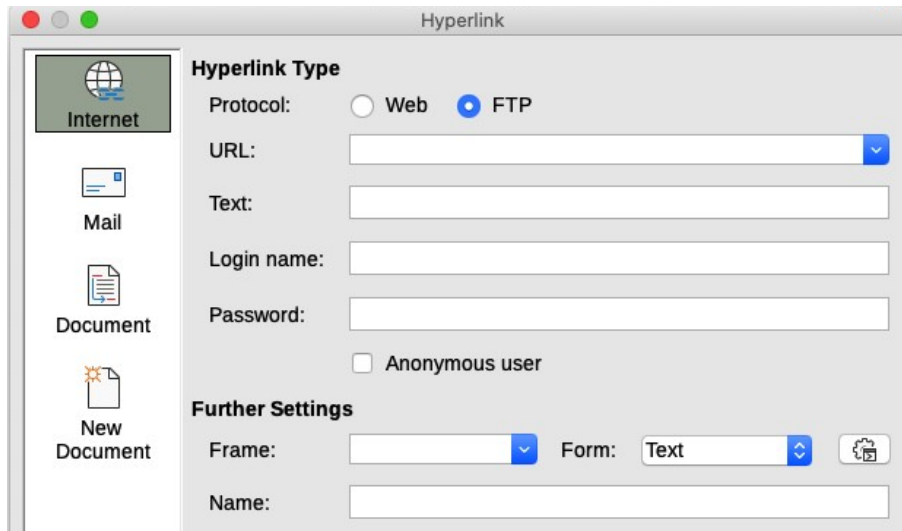 Hyperlink
Internet
Mail
Document
New
Document
Hyperlink Type
Protocol: Web FTP
URL:
Text:
Login name:
Password:
Anonymous user
Further Settings
Frame: Form: Text
Name: